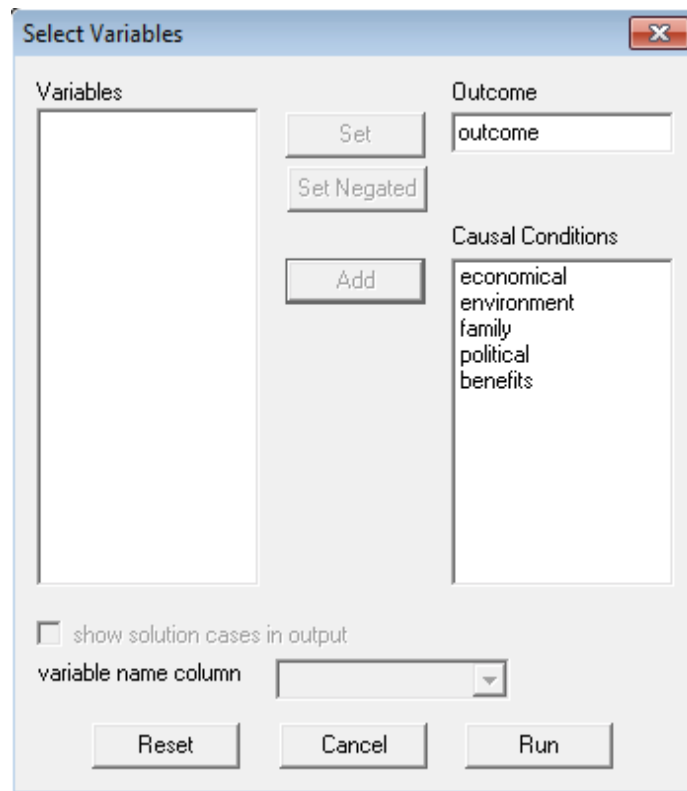 Select Variables
Variables
Outcome
Set
outcome
Set Negated
Causal Conditions
Add
economical
environment
family
political
benefits
show solution cases in output
variable name column
Reset
Cancel
Run